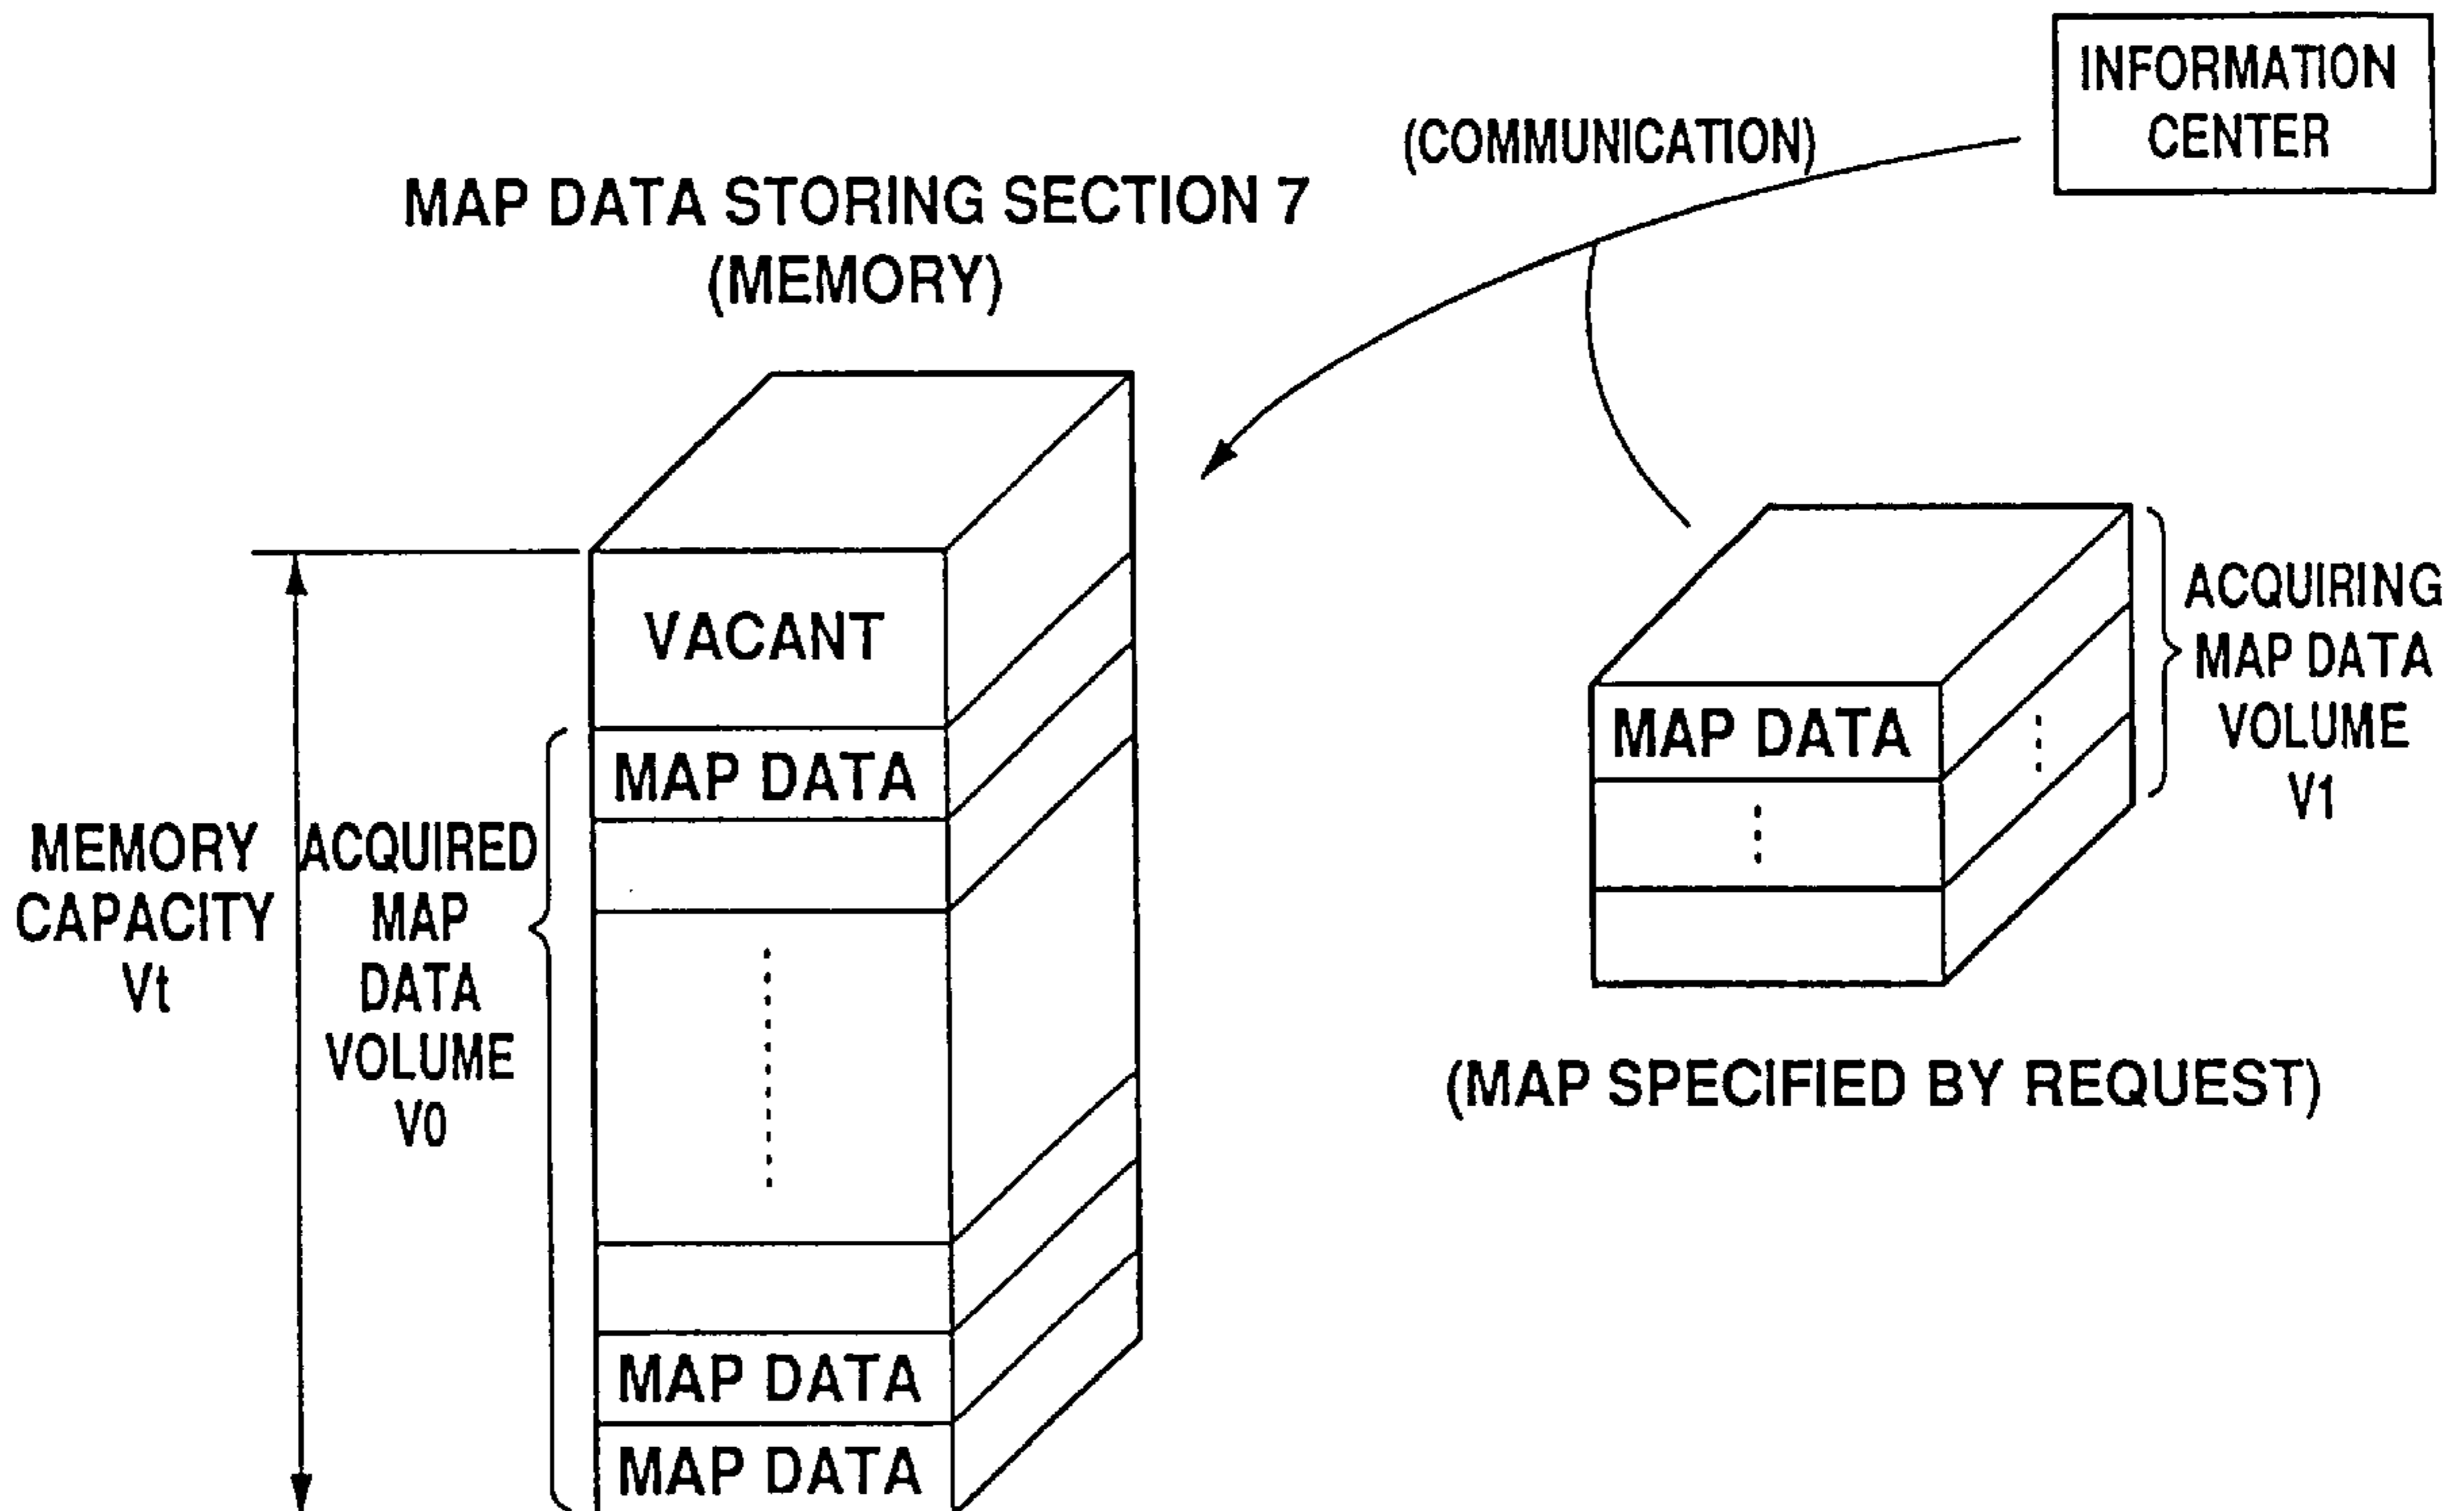 INFORMATION
CENTER
(COMMUNICATION)
MAP DATA STORING SECTION 7
(MEMORY)
VACANT
MAP DATA
MEMORY
CAPACITY
Vt
ACQUIRED
MAP
DATA
VOLUME
V0
MAP DATA
MAP DATA
MAP DATA
ACQUIRING
MAP DATA
VOLUME
V1
(MAP SPECIFIED BY REQUEST)